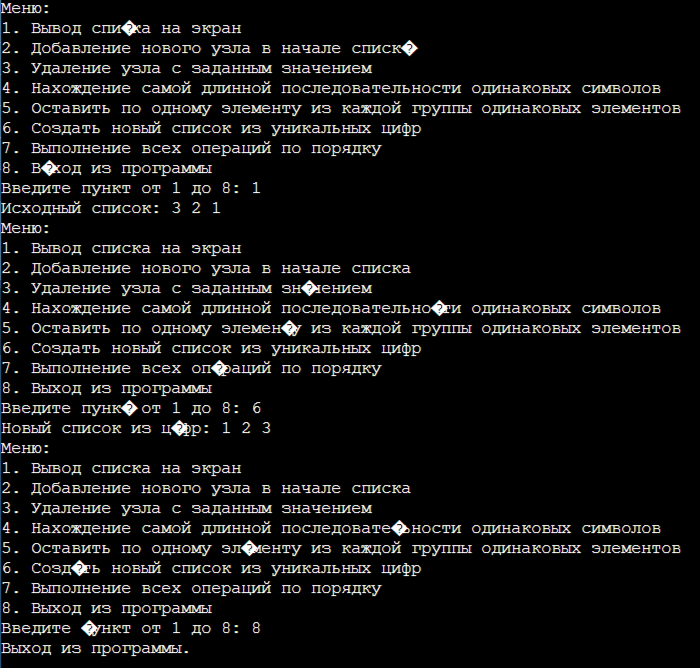 Меню:
1. Вывод спи�ка на экран
2. Добавление нового узла в начале списк�
3. Удаление узла с заданным значением
4. Нахождение самой длинной последовательности одинаковых символов
5. Оставить по одному элементу из каждой группы одинаковых элементов
6. Создать новый список из уникальных цифр
7. Выполнение всех операций по порядку
8. В�ход из программы
Введите пункт от 1 до 8: 1
Исходный список: 3 2 1
Меню:
1. Вывод списка на экран
2. Добавление нового узла в начале списка
3. Удаление узла с заданным зн�чением
4. Нахождение самой длинной последовательно�ти одинаковых символов
5. Оставить по одному элемен�у из каждой группы одинаковых элементов
6. Создать новый список из уникальных цифр
7. Выполнение всех оп�раций по порядку
8. Выход из программы
Введите пунк� от 1 до 8: 6
Новый список из ц�фр: 1 2 3
Меню:
1. Вывод списка на экран
2. Добавление нового узла в начале списка
3. Удаление узла с заданным значением
4. Нахождение самой длинной последовате�ьности одинаковых символов
5. Оставить по одному эл�менту из каждой группы одинаковых элементов
6. Созд�ть новый список из уникальных цифр
7. Выполнение всех операций по порядку
8. Выход из программы
Введите �ункт от 1 до 8: 8
Выход из программы.